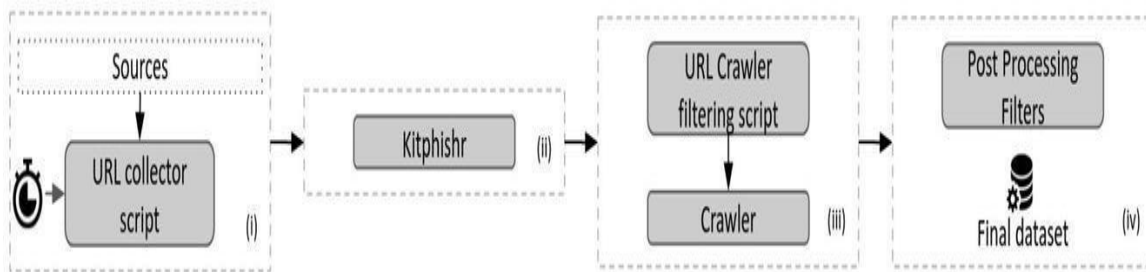 Sources
URL collector
script
(i)
Kitphishr
(ii)
URL Crawler
filtering script
Crawler
(iii)
Post Processing
Filters
Final dataset
(iv)